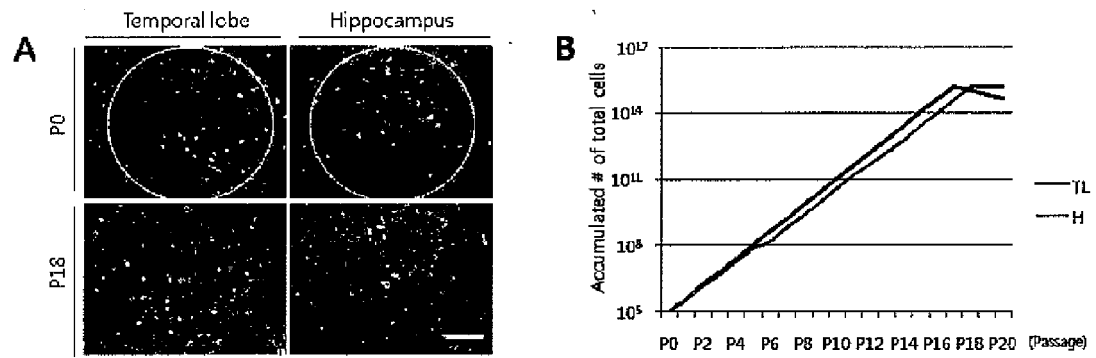 Temporal lobe
Hippocampus
A
P0
P18
B
Accumulated # of total cells
10^17
10^14
10^11
10^8
10^5
P0 P2 P4 P6 P8 P10 P12 P14 P16 P18 P20 (Passage)
TL
H